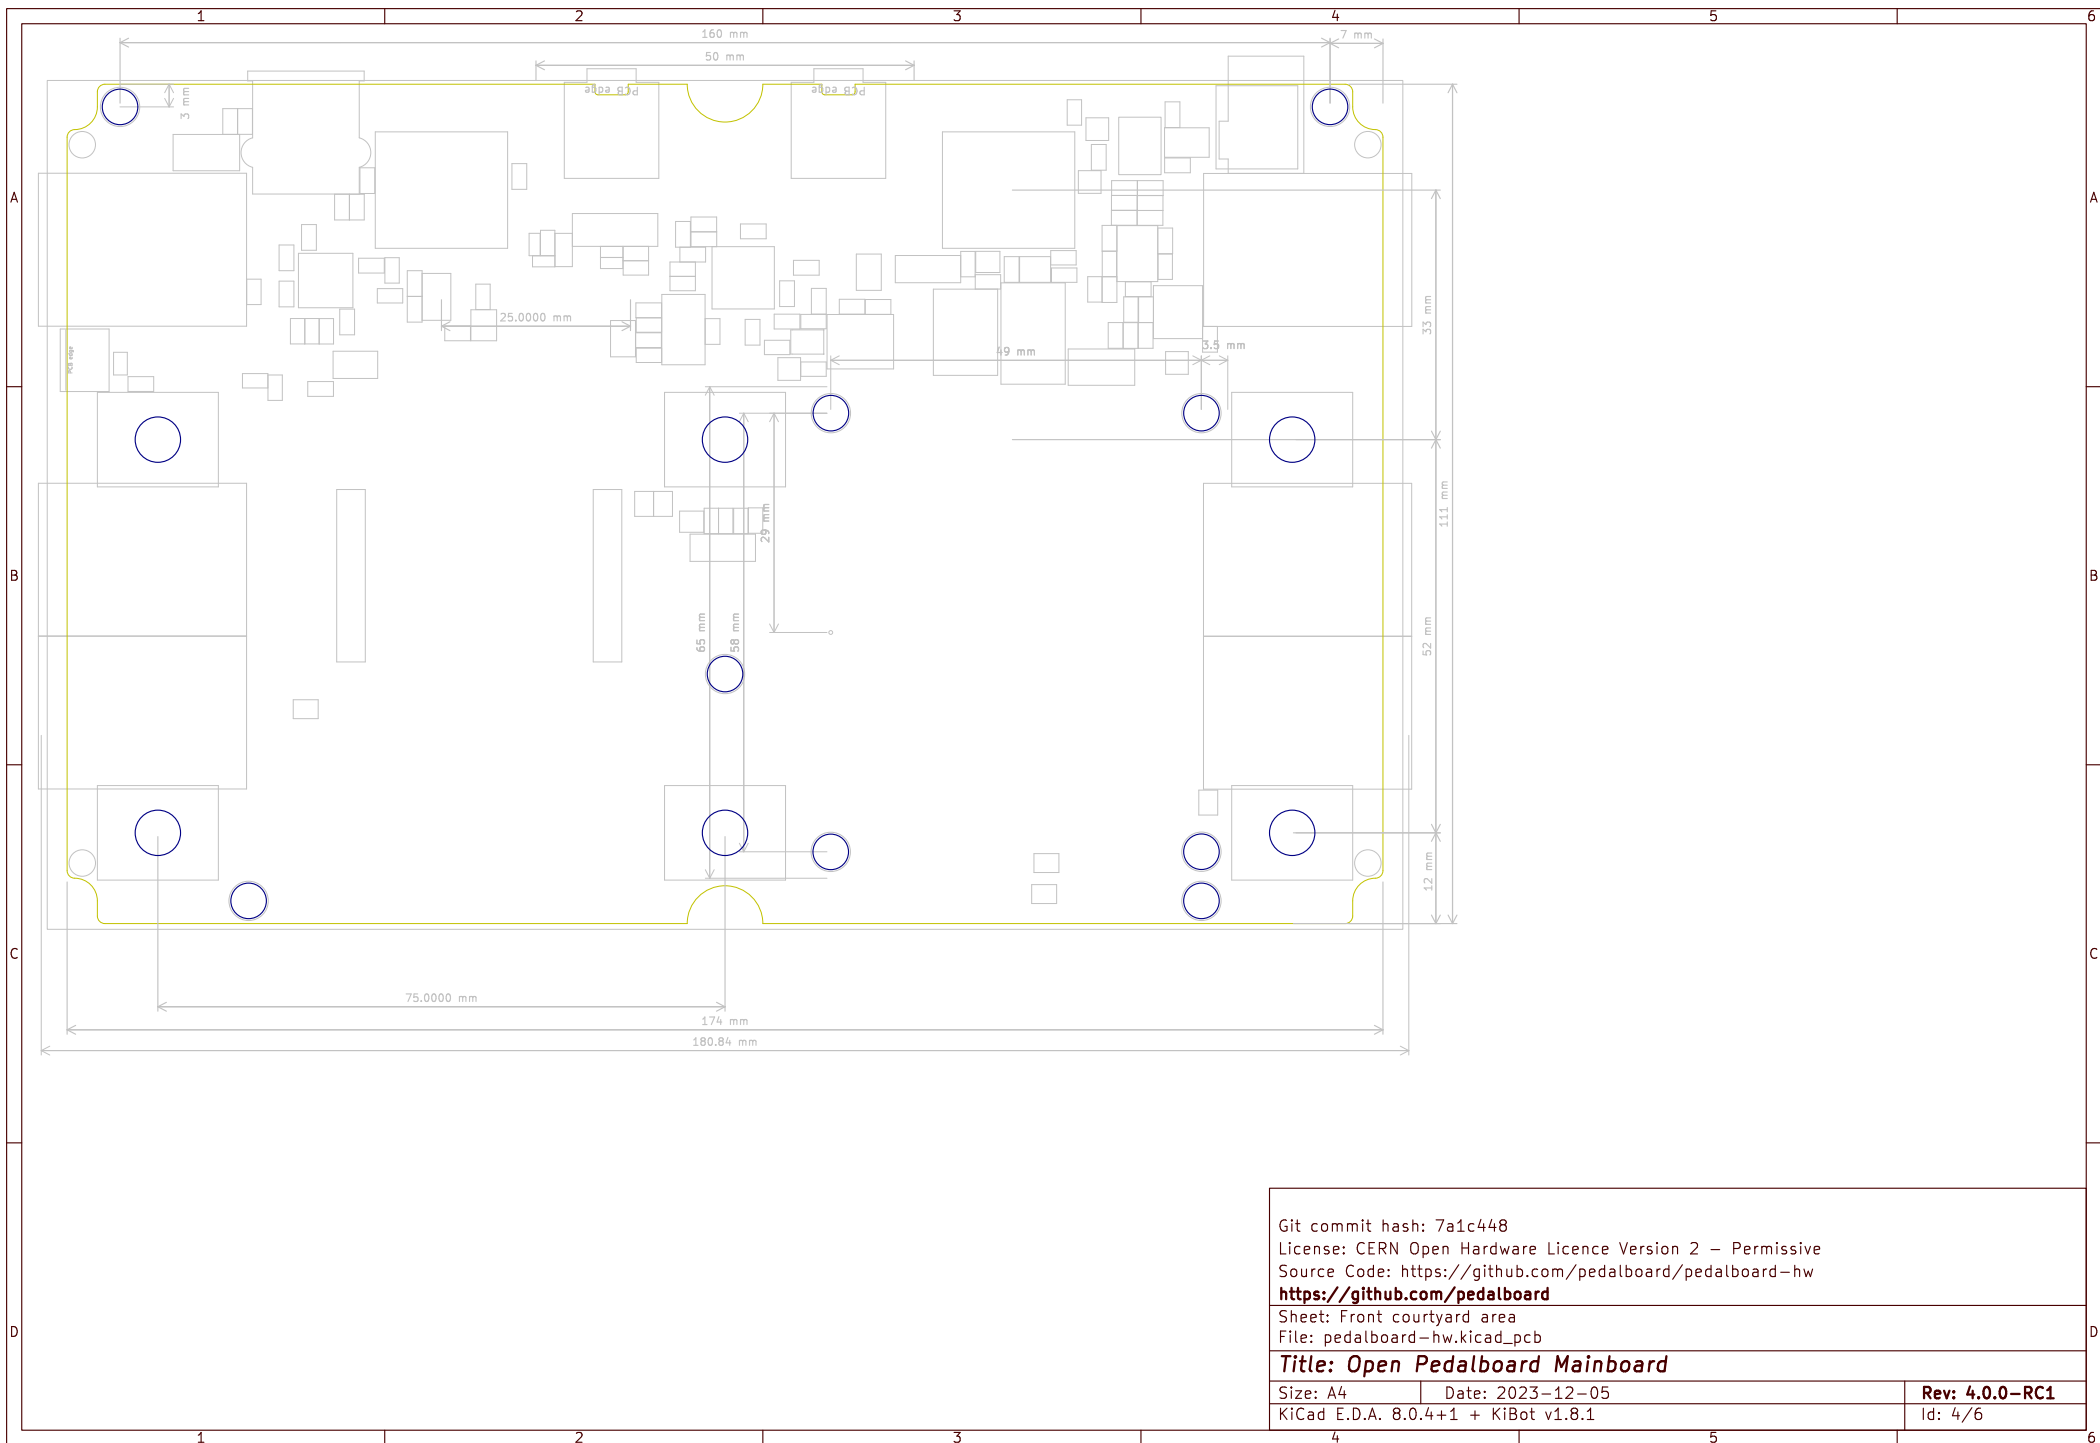 1 2 3 4 5 6
160 mm
7 mm
50 mm
3 mm
PCB edge
PCB edge
A
A
33 mm
25.0000 mm
3.5 mm
49 mm
PCB edge
111 mm
29 mm
B
B
65 mm
58 mm
52 mm
12 mm
C
C
75.0000 mm
174 mm
180.84 mm
Git commit hash: 7a1c448
License: CERN Open Hardware Licence Version 2 - Permissive
Source Code: https://github.com/pedalboard/pedalboard-hw
https://github.com/pedalboard
Sheet: Front courtyard area
File: pedalboard-hw.kicad_pcb
D
D
Title: Open Pedalboard Mainboard
Size: A4 Date: 2023-12-05 Rev: 4.0.0-RC1
KiCad E.D.A. 8.0.4+1 + KiBot v1.8.1 Id: 4/6
1 2 3 4 5 6